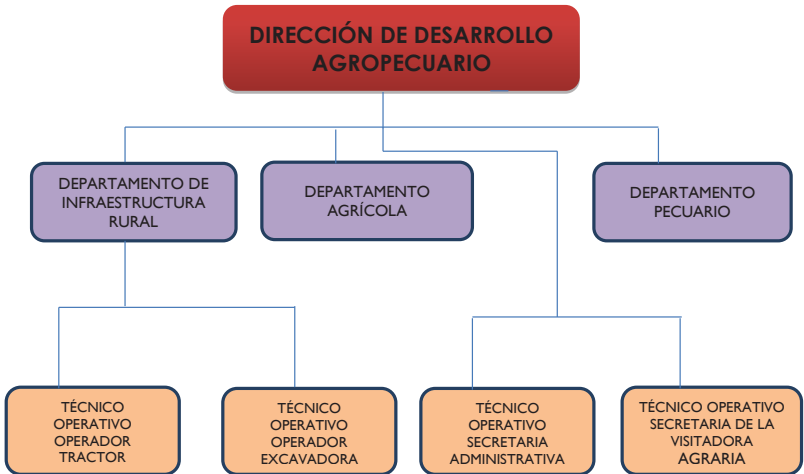 DIRECCIÓN DE DESARROLLO
AGROPECUARIO
DEPARTAMENTO DE
INFRAESTRUCTURA
RURAL
DEPARTAMENTO
AGRÍCOLA
DEPARTAMENTO
PECUARIO
TÉCNICO
OPERATIVO
OPERADOR
TRACTOR
TÉCNICO
OPERATIVO
OPERADOR
EXCAVADORA
TÉCNICO
OPERATIVO
SECRETARIA
ADMINISTRATIVA
TÉCNICO OPERATIVO
SECRETARIA DE LA
VISITADORA
AGRARIA